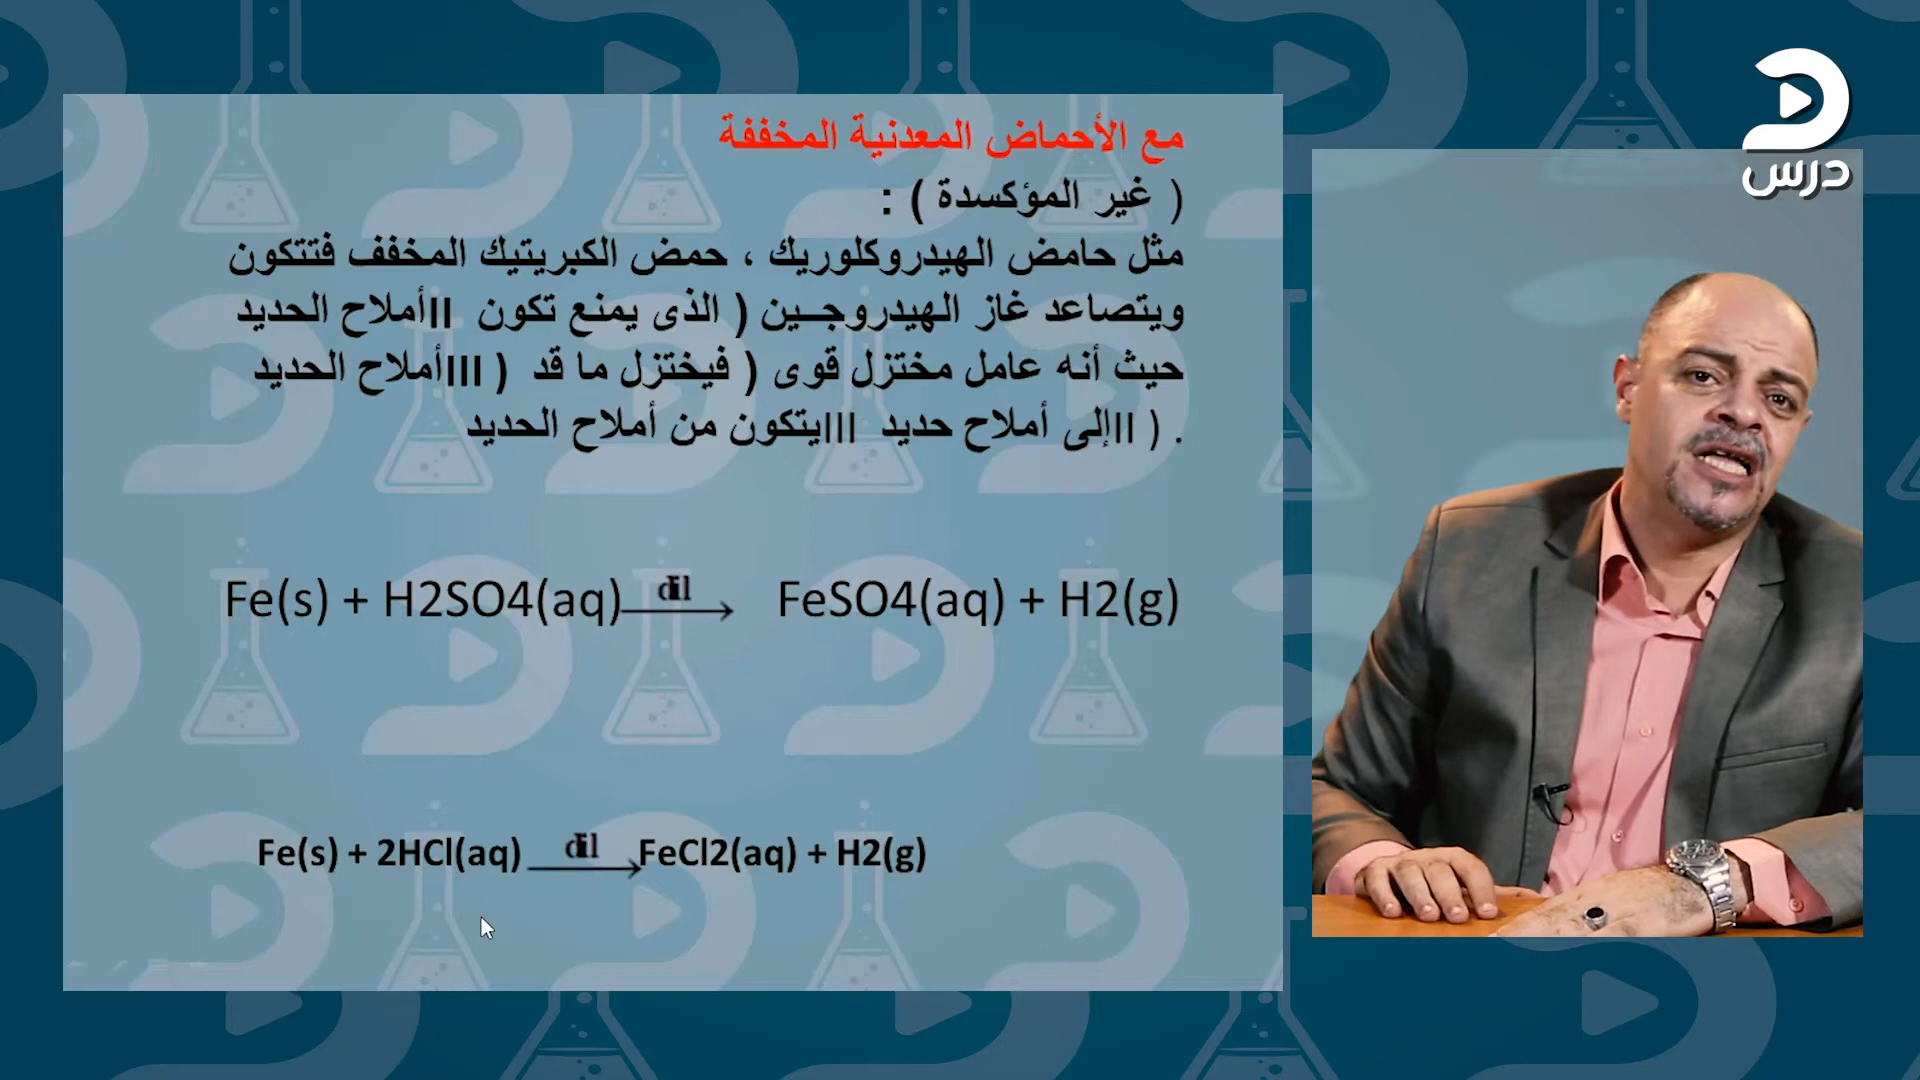 مع الأحماض المعدنية المخففة
( غير المؤكسدة ) :
مثل حامض الهيدروكلوريك ، حمض الكبريتيك المخفف فتتكون
ويتصاعد غاز الهيدروجـــين ( الذى يمنع تكون IIأملاح الحديد
حيث أنه عامل مختزل قوى ( فيختزل ما قد ( IIIأملاح الحديد
. ( IIإلى أملاح حديد IIIيتكون من أملاح الحديد
Fe(s) + H2SO4(aq) dil → FeSO4(aq) + H2(g)
Fe(s) + 2HCl(aq) dil → FeCl2(aq) + H2(g)
درس